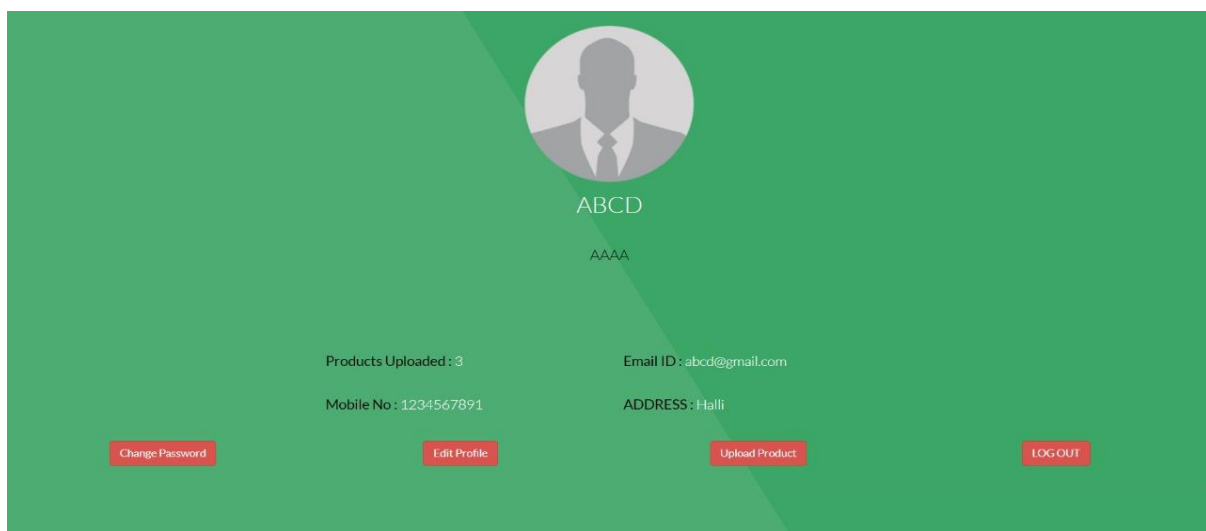 ABCD
AAAA
Products Uploaded : 3 Email ID : abcd@gmail.com
Mobile No : 1234567891 ADDRESS : Halli
Change Password Edit Profile Upload Product LOG OUT